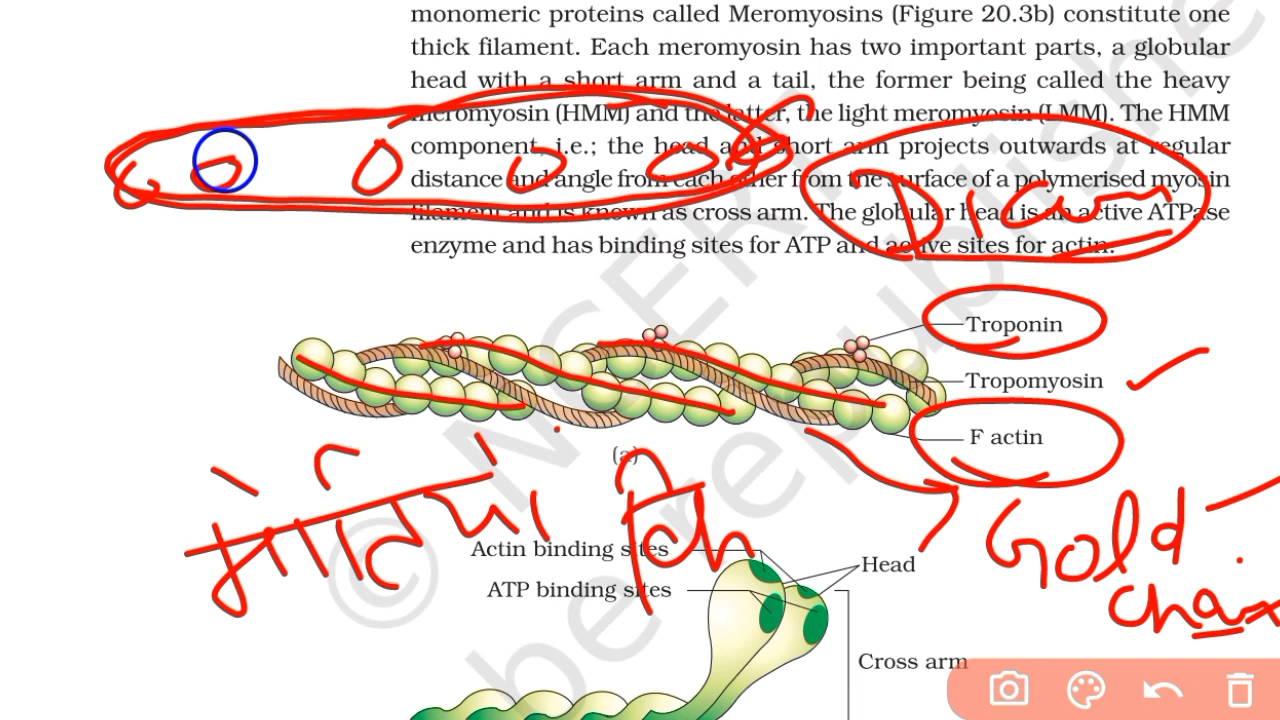 monomeric proteins called Meromyosins (Figure 20.3b) constitute one
thick filament. Each meromyosin has two important parts, a globular
head with a short arm and a tail, the former being called the heavy
meromyosin (HMM) and the latter, the light meromyosin (LMM). The HMM
component, i.e.; the head and short arm projects outwards at regular
distance and angle from each other from the surface of a polymerised myosin
filament and is known as cross arm. The globular head is an active ATPase
enzyme and has binding sites for ATP and active sites for actin.
Troponin
Tropomyosin
F actin
(a)
Gold
Actin binding sites
Head
ATP binding sites
Cross arm
© NCERT
be republishe